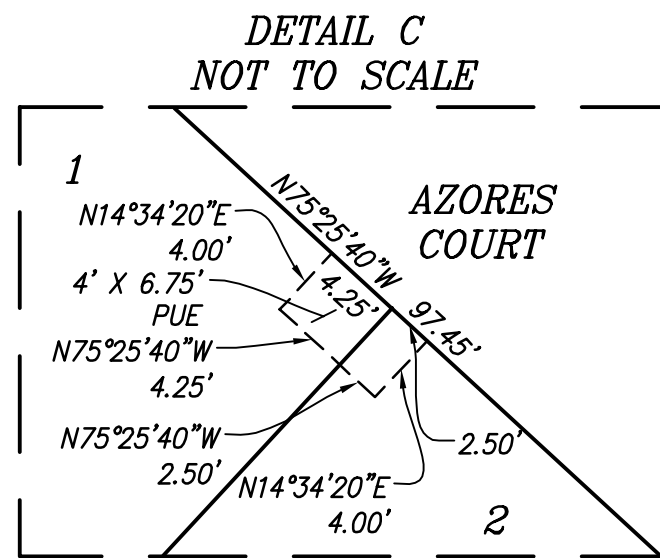 DETAIL C
NOT TO SCALE
1
N14°34'20"E
4.00'
4' X 6.75'
PUE
N75°25'40"W
4.25'
N75°25'40"W
2.50'
N14°34'20"E
4.00'
N75°25'40"W
4.25'
97.45'
2.50'
AZORES
COURT
2